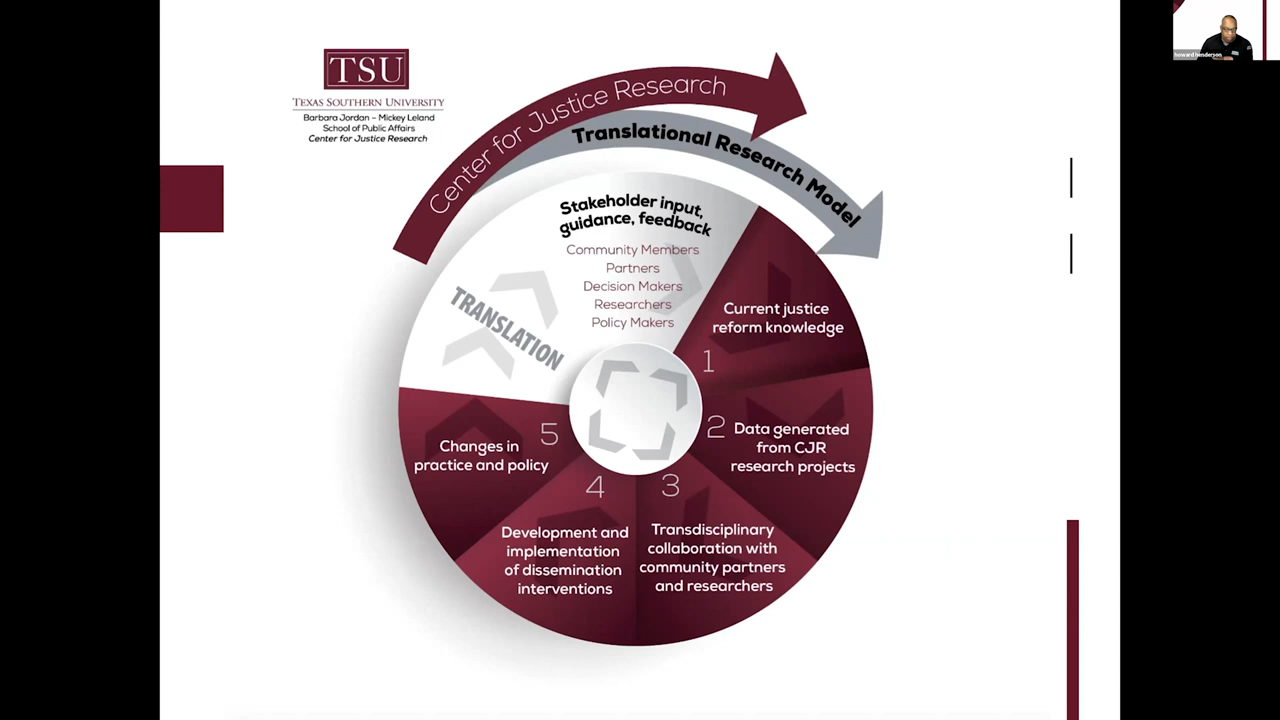 TSU
TEXAS SOUTHERN UNIVERSITY
Barbara Jordan – Mickey Leland
School of Public Affairs
Center for Justice Research
Center for Justice Research
Translational Research Model
Stakeholder input,
guidance, feedback
Community Members
Partners
Decision Makers
Researchers
Policy Makers
TRANSLATION
1
Current justice
reform knowledge
2
Data generated
from CJR
research projects
3
Transdisciplinary
collaboration with
community partners
and researchers
4
Development and
implementation
of dissemination
interventions
5
Changes in
practice and policy
howard henderson